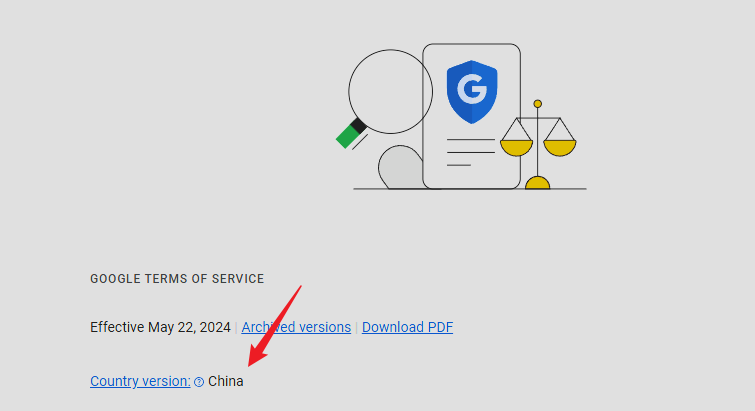 G
GOOGLE TERMS OF SERVICE
Effective May 22, 2024 | Archived versions | Download PDF
Country version: ? China